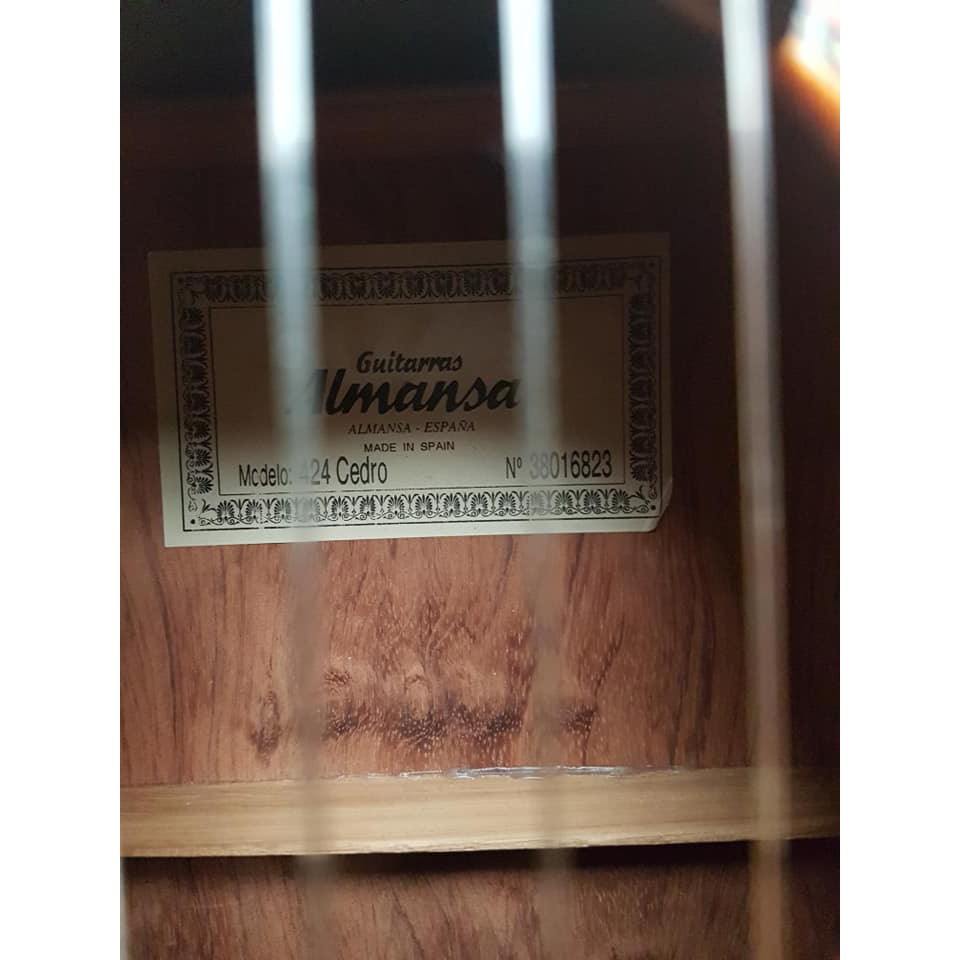 Guitarras
Almansa
ALMANSA - ESPAÑA
MADE IN SPAIN
Modelo: 424 Cedro Nº 38016823